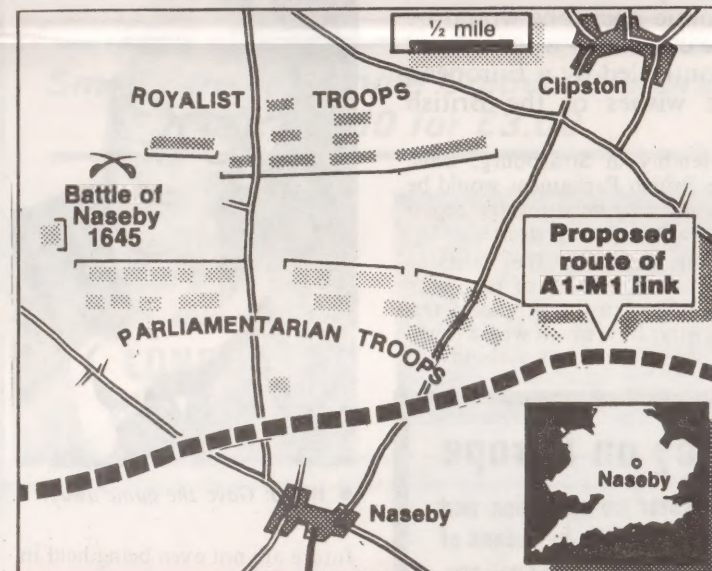 ½ mile
Clipston
ROYALIST TROOPS
Battle of
Naseby
1645
Proposed
route of
A1-M1 link
PARLIAMENTARIAN TROOPS
Naseby
Naseby